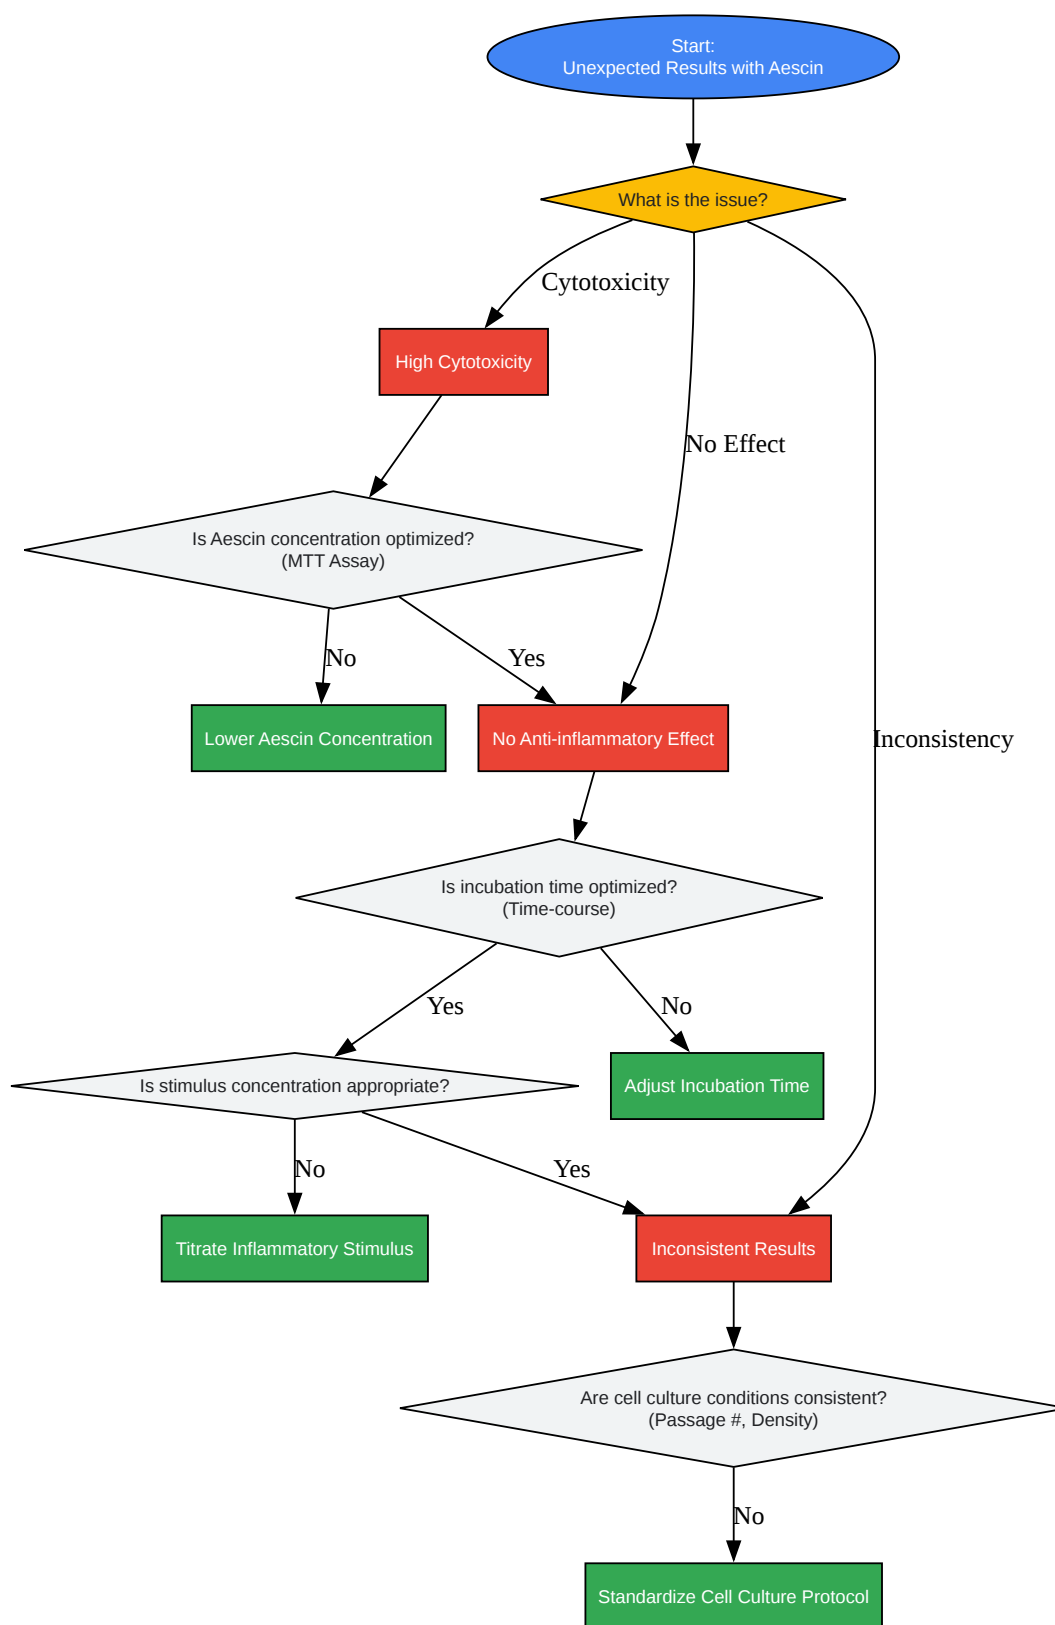 Start:
Unexpected Results with Aescin
What is the issue?
Cytotoxicity
High Cytotoxicity
No Effect
Is Aescin concentration optimized?
(MTT Assay)
No
Yes
Lower Aescin Concentration
No Anti-inflammatory Effect
Inconsistency
Is incubation time optimized?
(Time-course)
Yes
No
Is stimulus concentration appropriate?
Adjust Incubation Time
No
Yes
Titrate Inflammatory Stimulus
Inconsistent Results
Are cell culture conditions consistent?
(Passage #, Density)
No
Standardize Cell Culture Protocol